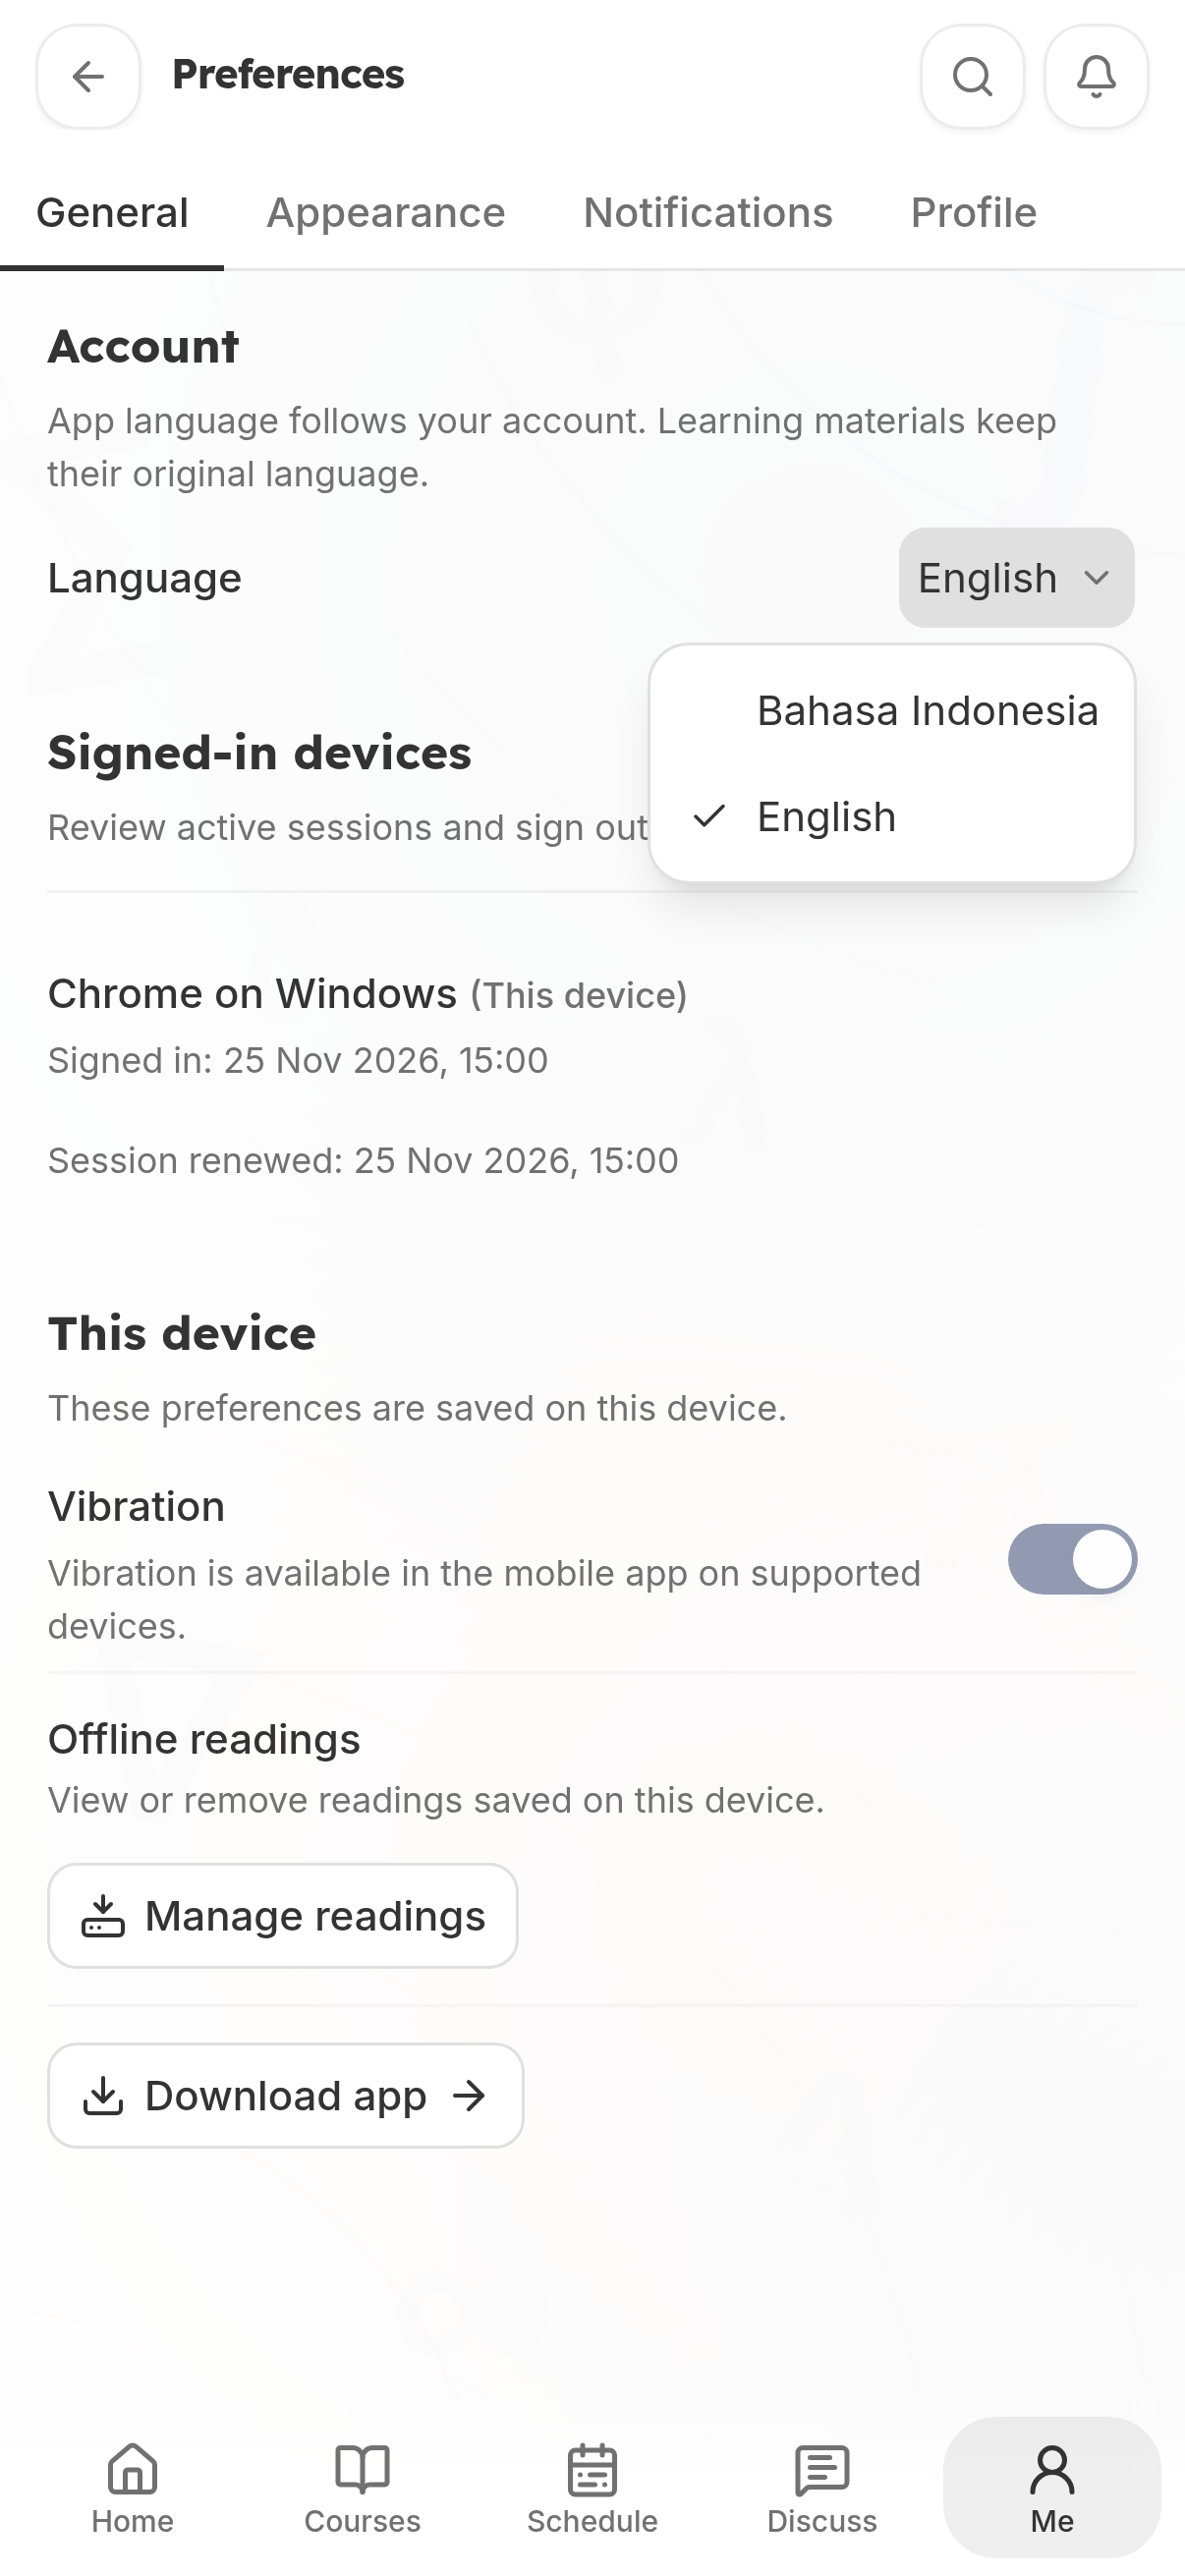 Preferences
General Appearance Notifications Profile
Account
App language follows your account. Learning materials keep
their original language.
Language English
Bahasa Indonesia
English
Signed-in devices
Review active sessions and sign out
Chrome on Windows (This device)
Signed in: 25 Nov 2026, 15:00
Session renewed: 25 Nov 2026, 15:00
This device
These preferences are saved on this device.
Vibration
Vibration is available in the mobile app on supported
devices.
Offline readings
View or remove readings saved on this device.
Manage readings
Download app
Home Courses Schedule Discuss Me